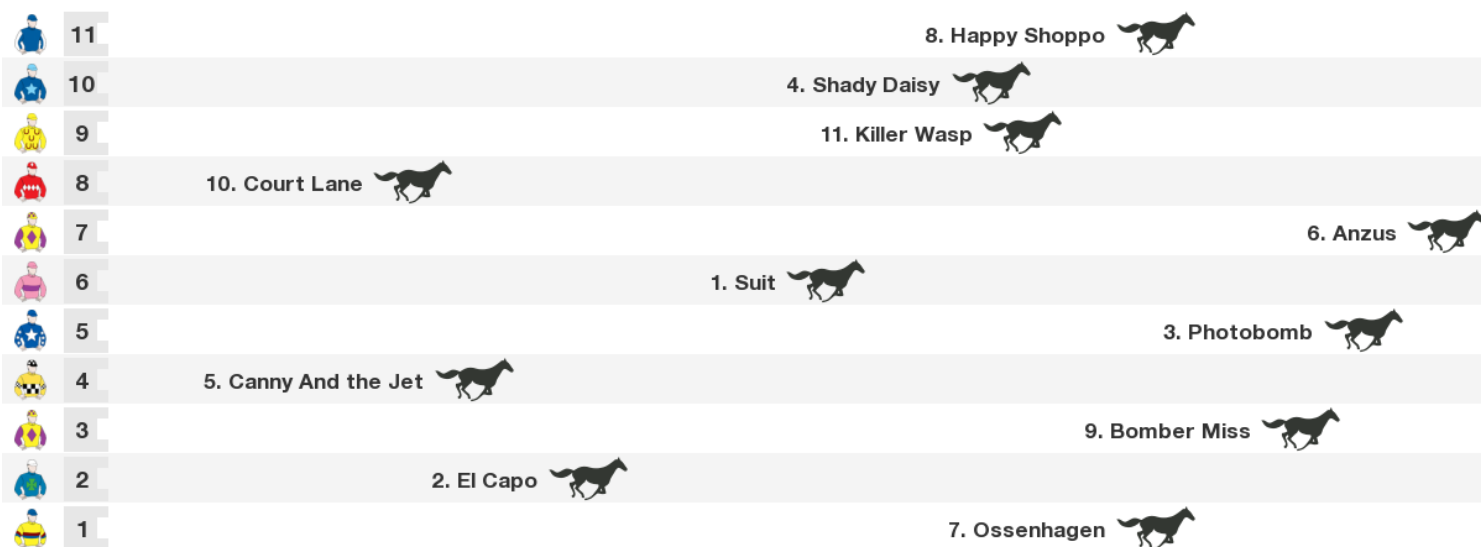 11 8. Happy Shoppo
10 4. Shady Daisy
9 11. Killer Wasp
8 10. Court Lane
7 6. Anzus
6 1. Suit
5 3. Photobomb
4 5. Canny And the Jet
3 9. Bomber Miss
2 2. El Capo
1 7. Ossenhagen